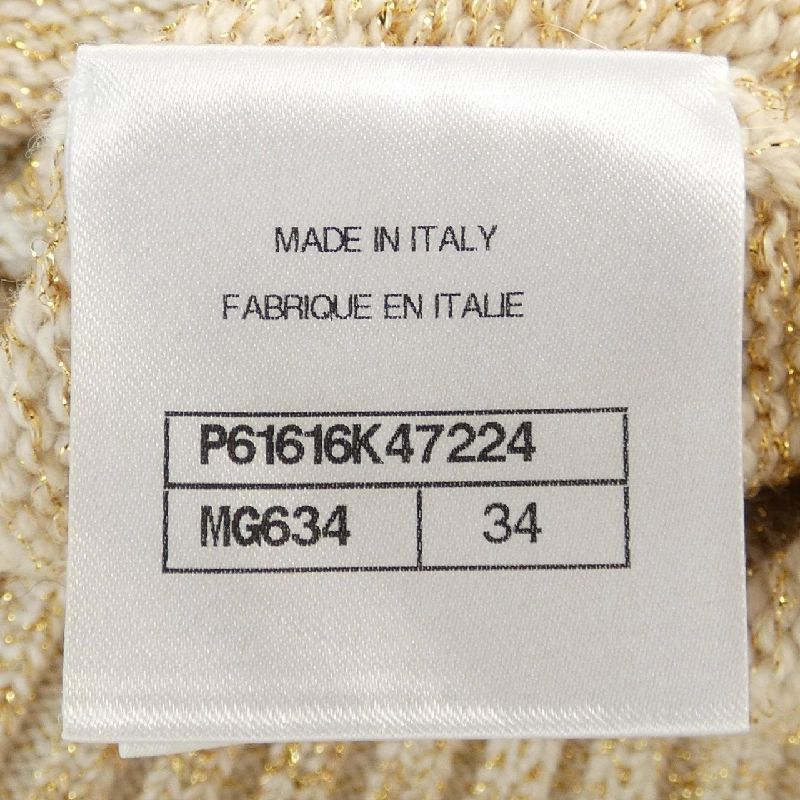 MADE IN ITALY
FABRIQUE EN ITALIE
P61616K47224
MG634 34